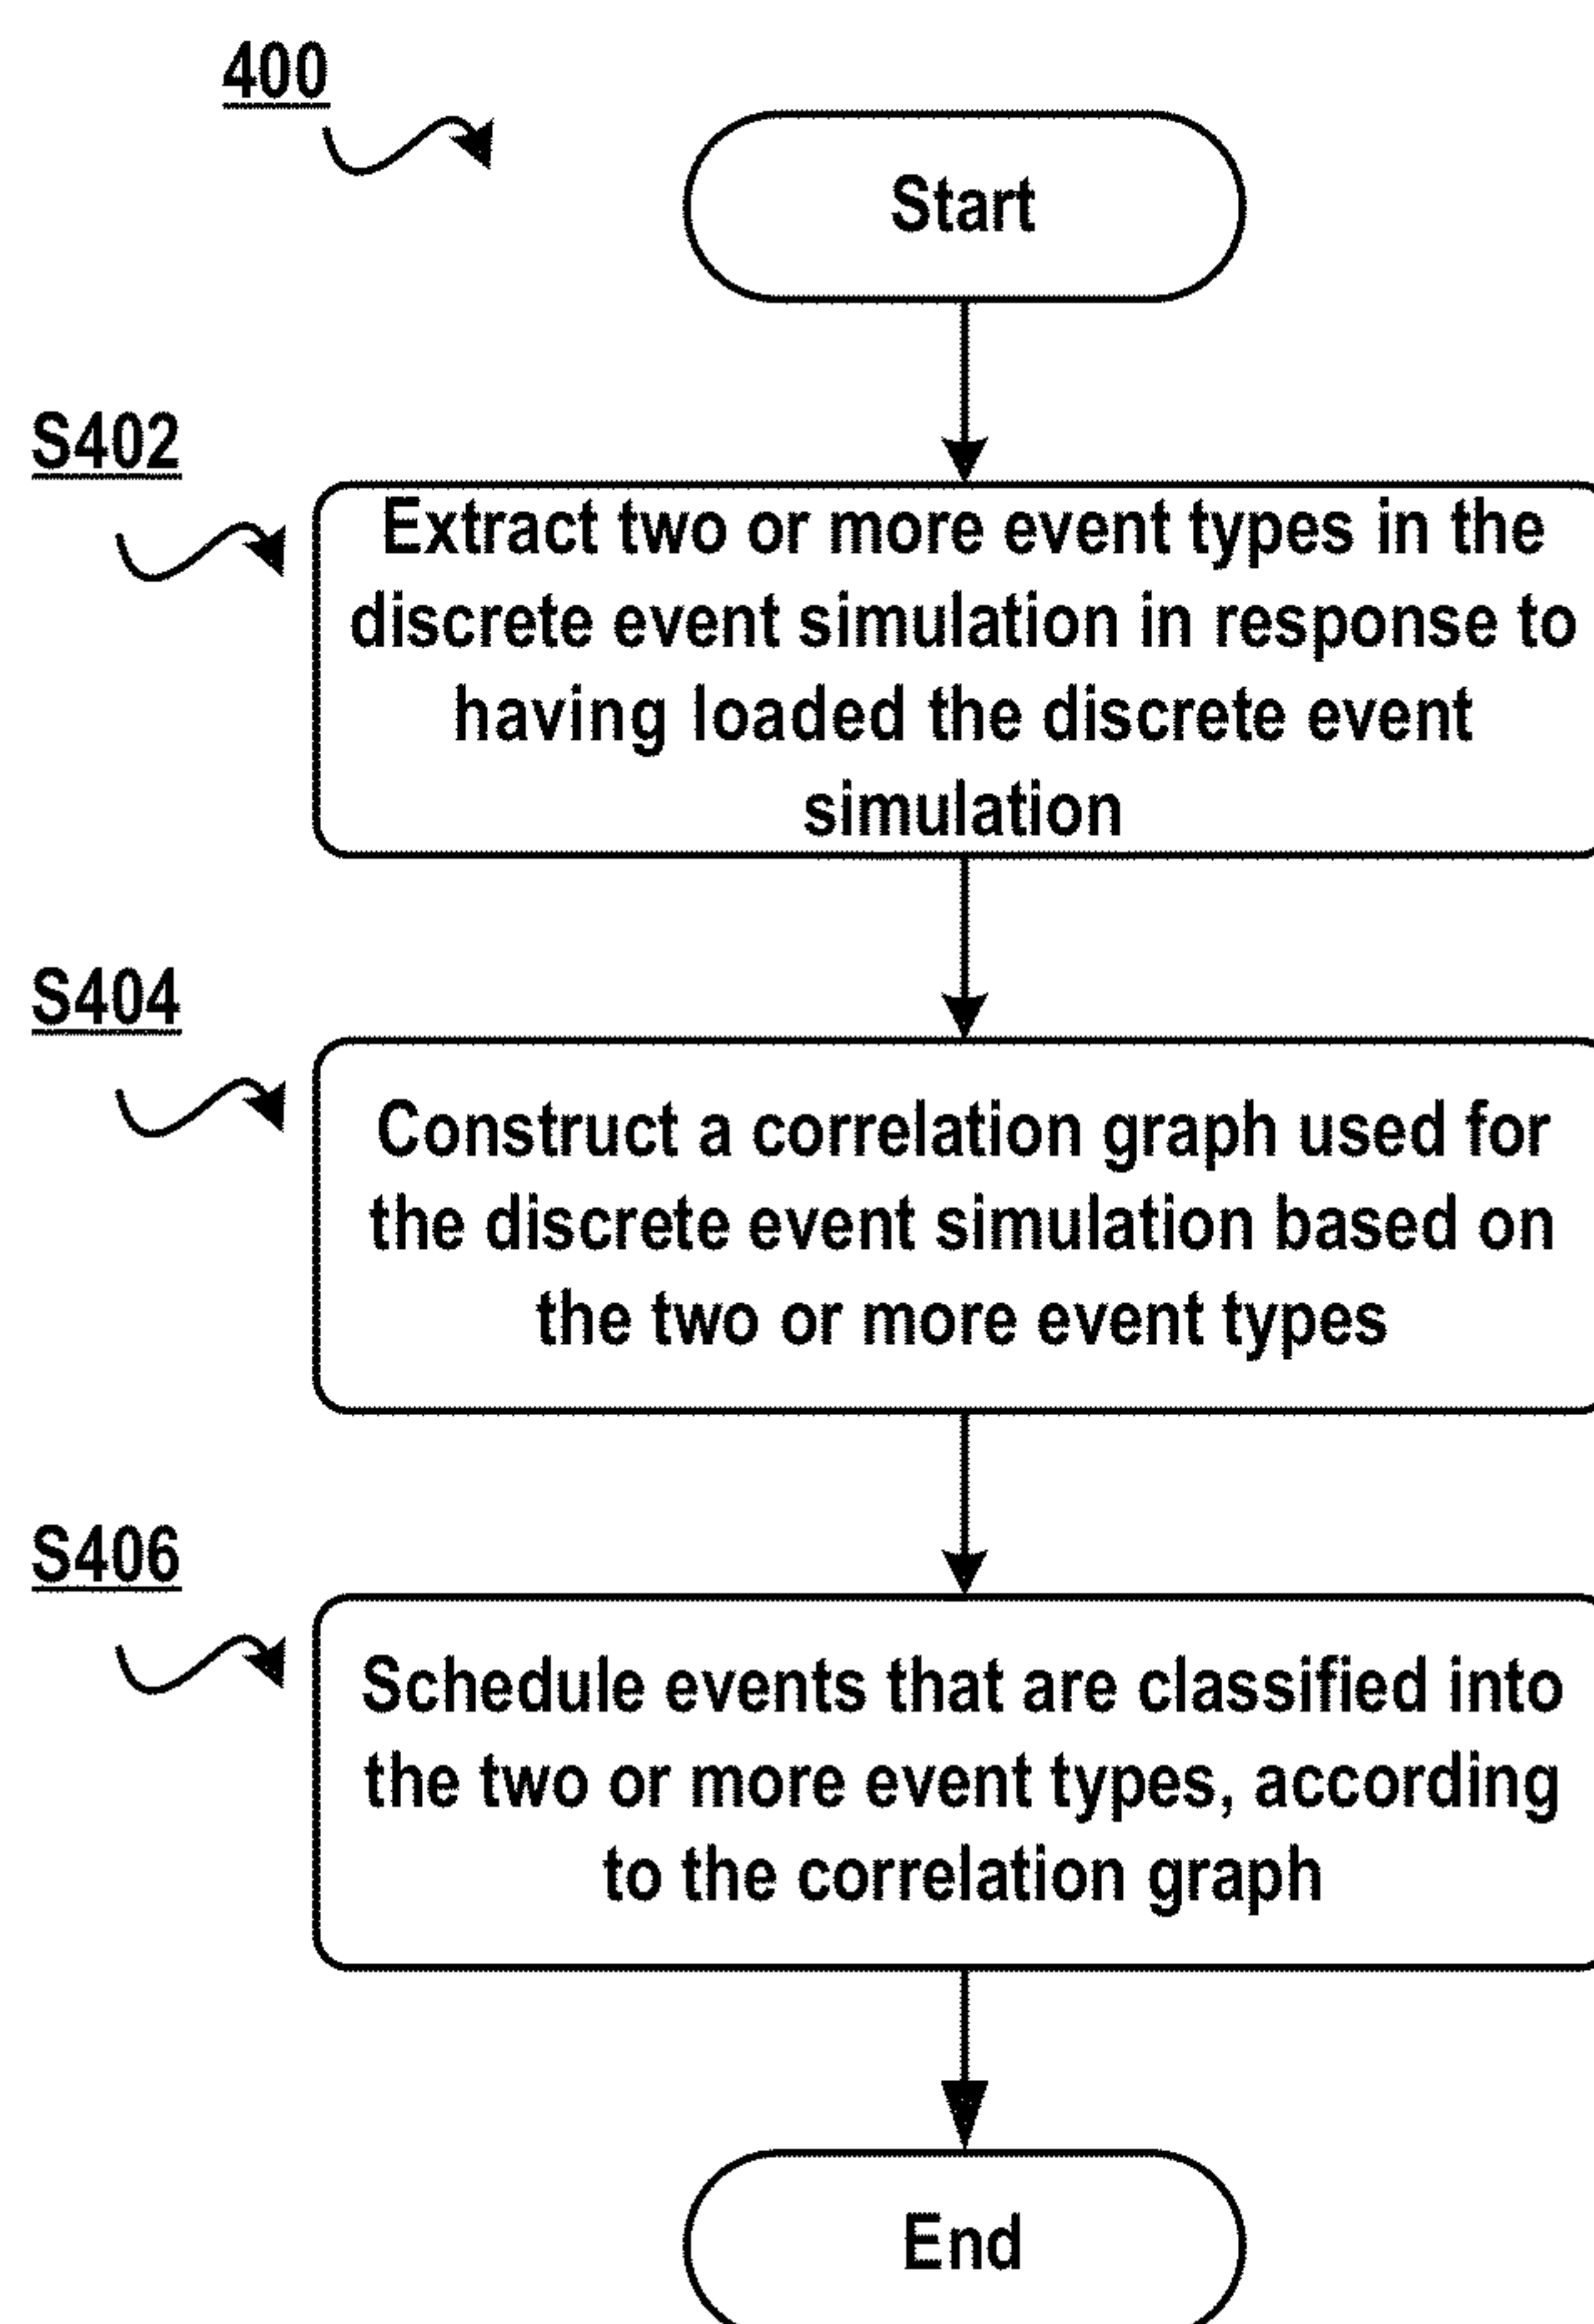 400
Start
S402
Extract two or more event types in the
discrete event simulation in response to
having loaded the discrete event
simulation
S404
Construct a correlation graph used for
the discrete event simulation based on
the two or more event types
S406
Schedule events that are classified into
the two or more event types, according
to the correlation graph
End